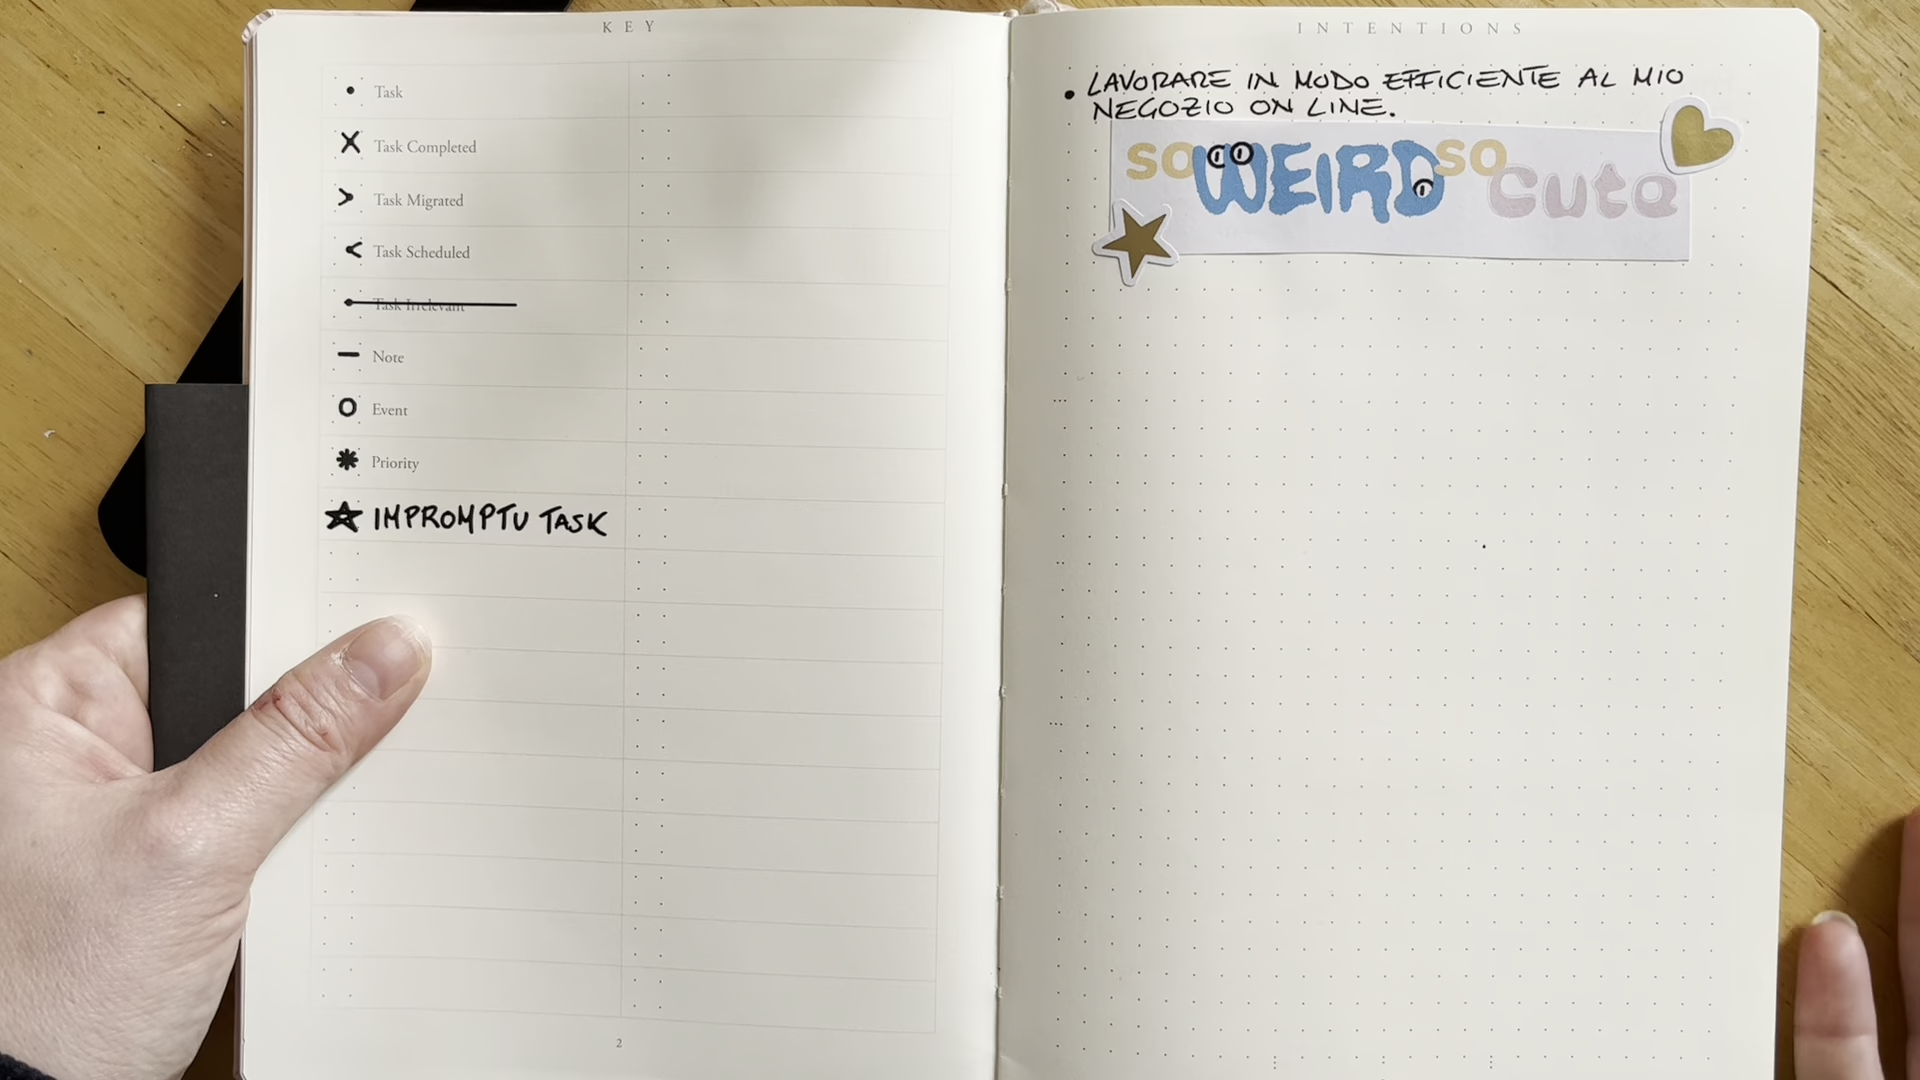 KEY
Task
Task Completed
Task Migrated
Task Scheduled
Task Irrelevant
Note
Event
Priority
IMPROMPTU TASK
2
INTENTIONS
• LAVORARE IN MODO EFFICIENTE AL MIO
NEGOZIO ON LINE.
SO WEIRD SO cute